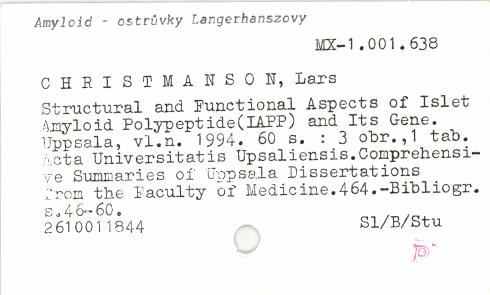 Amyloid - ostrůvky Langerhanszovy
MX-1.001.638
C H R I S T M A N S O N, Lars
Structural and Functional Aspects of Islet
Amyloid Polypeptide(IAPP) and Its Gene.
Uppsala, vl.n. 1994. 60 s. : 3 obr.,1 tab.
Acta Universitatis Upsaliensis.Comprehensi-
ve Summaries of Uppsala Dissertations
from the Faculty of Medicine.464.-Bibliogr.
s.46-60.
2610011844
Sl/B/Stu